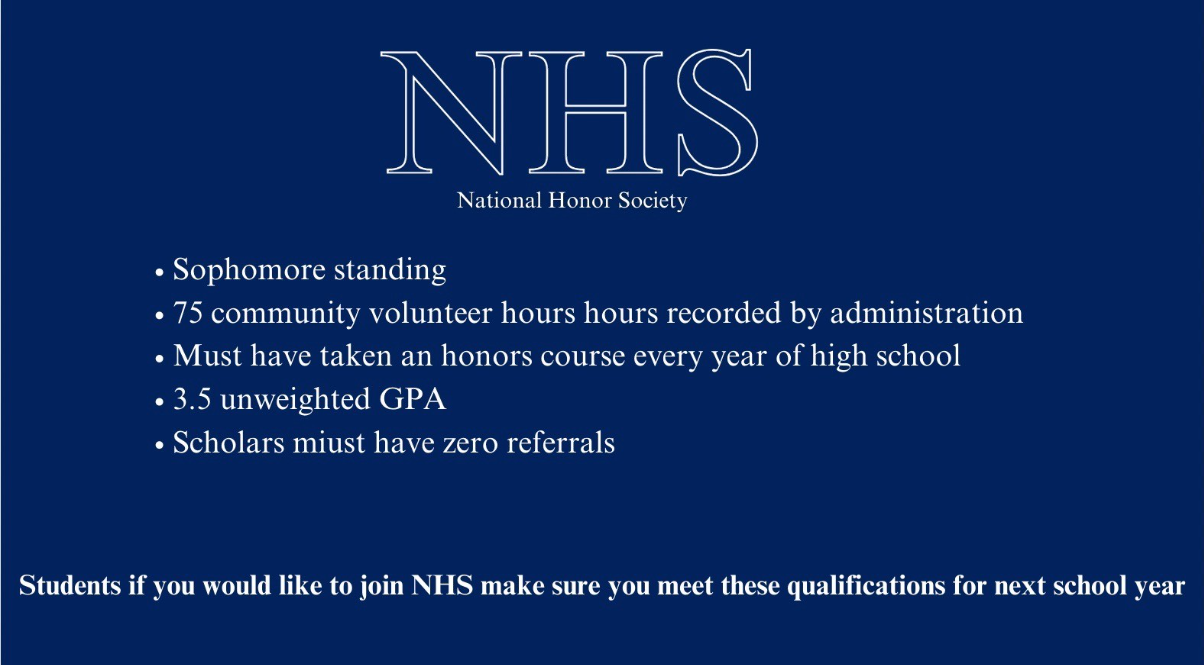 NHS
National Honor Society
• Sophomore standing
• 75 community volunteer hours hours recorded by administration
• Must have taken an honors course every year of high school
• 3.5 unweighted GPA
• Scholars miust have zero referrals
Students if you would like to join NHS make sure you meet these qualifications for next school year